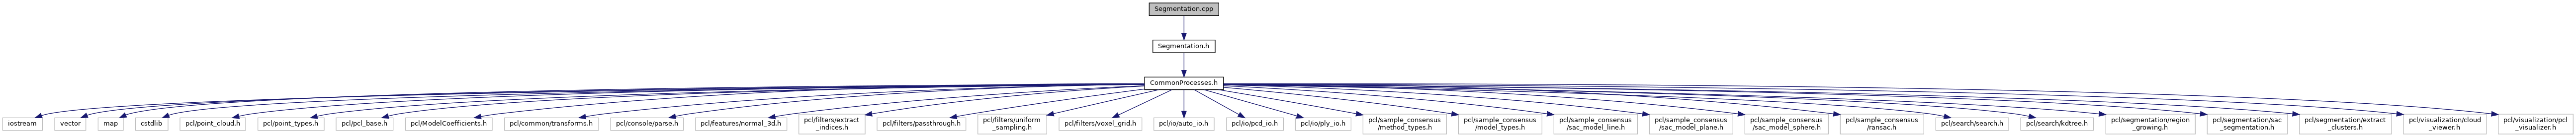 Segmentation.cpp
Segmentation.h
CommonProcesses.h
iostream
vector
map
cstdlib
pcl/point_cloud.h
pcl/point_types.h
pcl/pcl_base.h
pcl/ModelCoefficients.h
pcl/common/transforms.h
pcl/console/parse.h
pcl/features/normal_3d.h
pcl/filters/extract
_indices.h
pcl/filters/passthrough.h
pcl/filters/uniform
_sampling.h
pcl/filters/voxel_grid.h
pcl/io/auto_io.h
pcl/io/pcd_io.h
pcl/io/ply_io.h
pcl/sample_consensus
/method_types.h
pcl/sample_consensus
/model_types.h
pcl/sample_consensus
/sac_model_line.h
pcl/sample_consensus
/sac_model_plane.h
pcl/sample_consensus
/sac_model_sphere.h
pcl/sample_consensus
/ransac.h
pcl/search/search.h
pcl/search/kdtree.h
pcl/segmentation/region
_growing.h
pcl/segmentation/sac
_segmentation.h
pcl/segmentation/extract
_clusters.h
pcl/visualization/cloud
_viewer.h
pcl/visualization/pcl
_visualizer.h